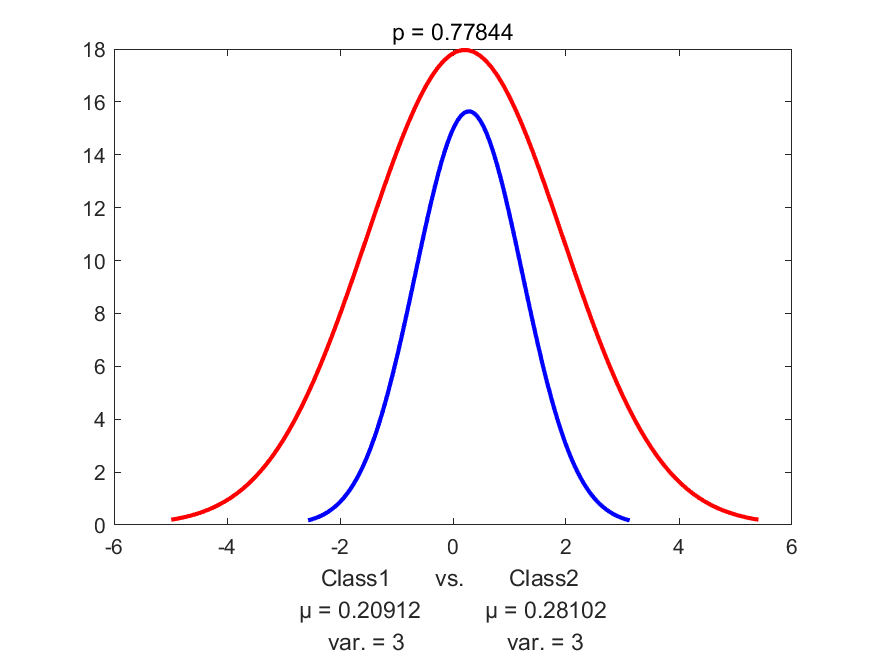 p = 0.77844
18
16
14
12
10
8
6
4
2
0
-6 -4 -2 0 2 4 6
Class1 vs. Class2
μ = 0.20912 μ = 0.28102
var. = 3 var. = 3